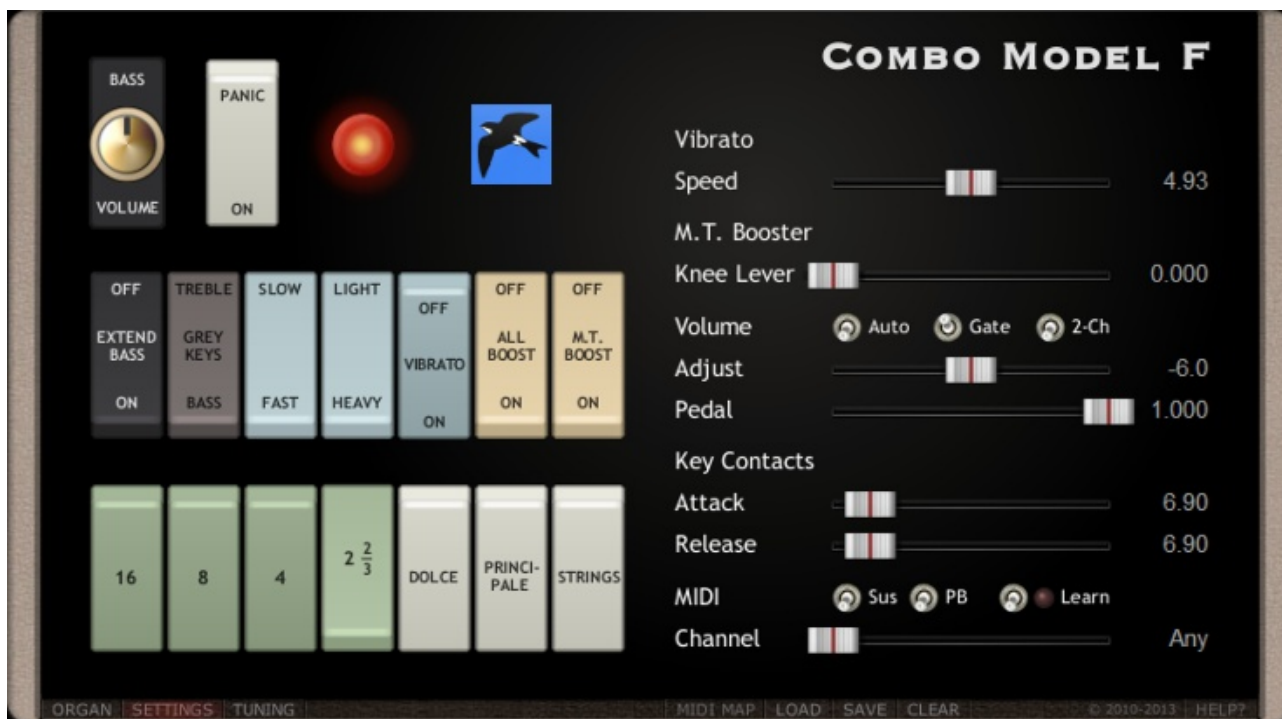 COMBO MODEL F
BASS
VOLUME
PANIC
ON
OFF
EXTEND
BASS
ON
TREBLE
GREY
KEYS
BASS
SLOW
FAST
LIGHT
HEAVY
OFF
VIBRATO
ON
OFF
ALL
BOOST
ON
OFF
M.T.
BOOST
ON
16
8
4
2 2/3
DOLCE
PRINCI-
PALE
STRINGS
Vibrato
Speed 4.93
M.T. Booster
Knee Lever 0.000
Volume Auto Gate 2-Ch
Adjust -6.0
Pedal 1.000
Key Contacts
Attack 6.90
Release 6.90
MIDI Sus PB Learn
Channel Any
ORGAN SETTINGS TUNING MIDI MAP LOAD SAVE CLEAR © 2010-2013 HELP?